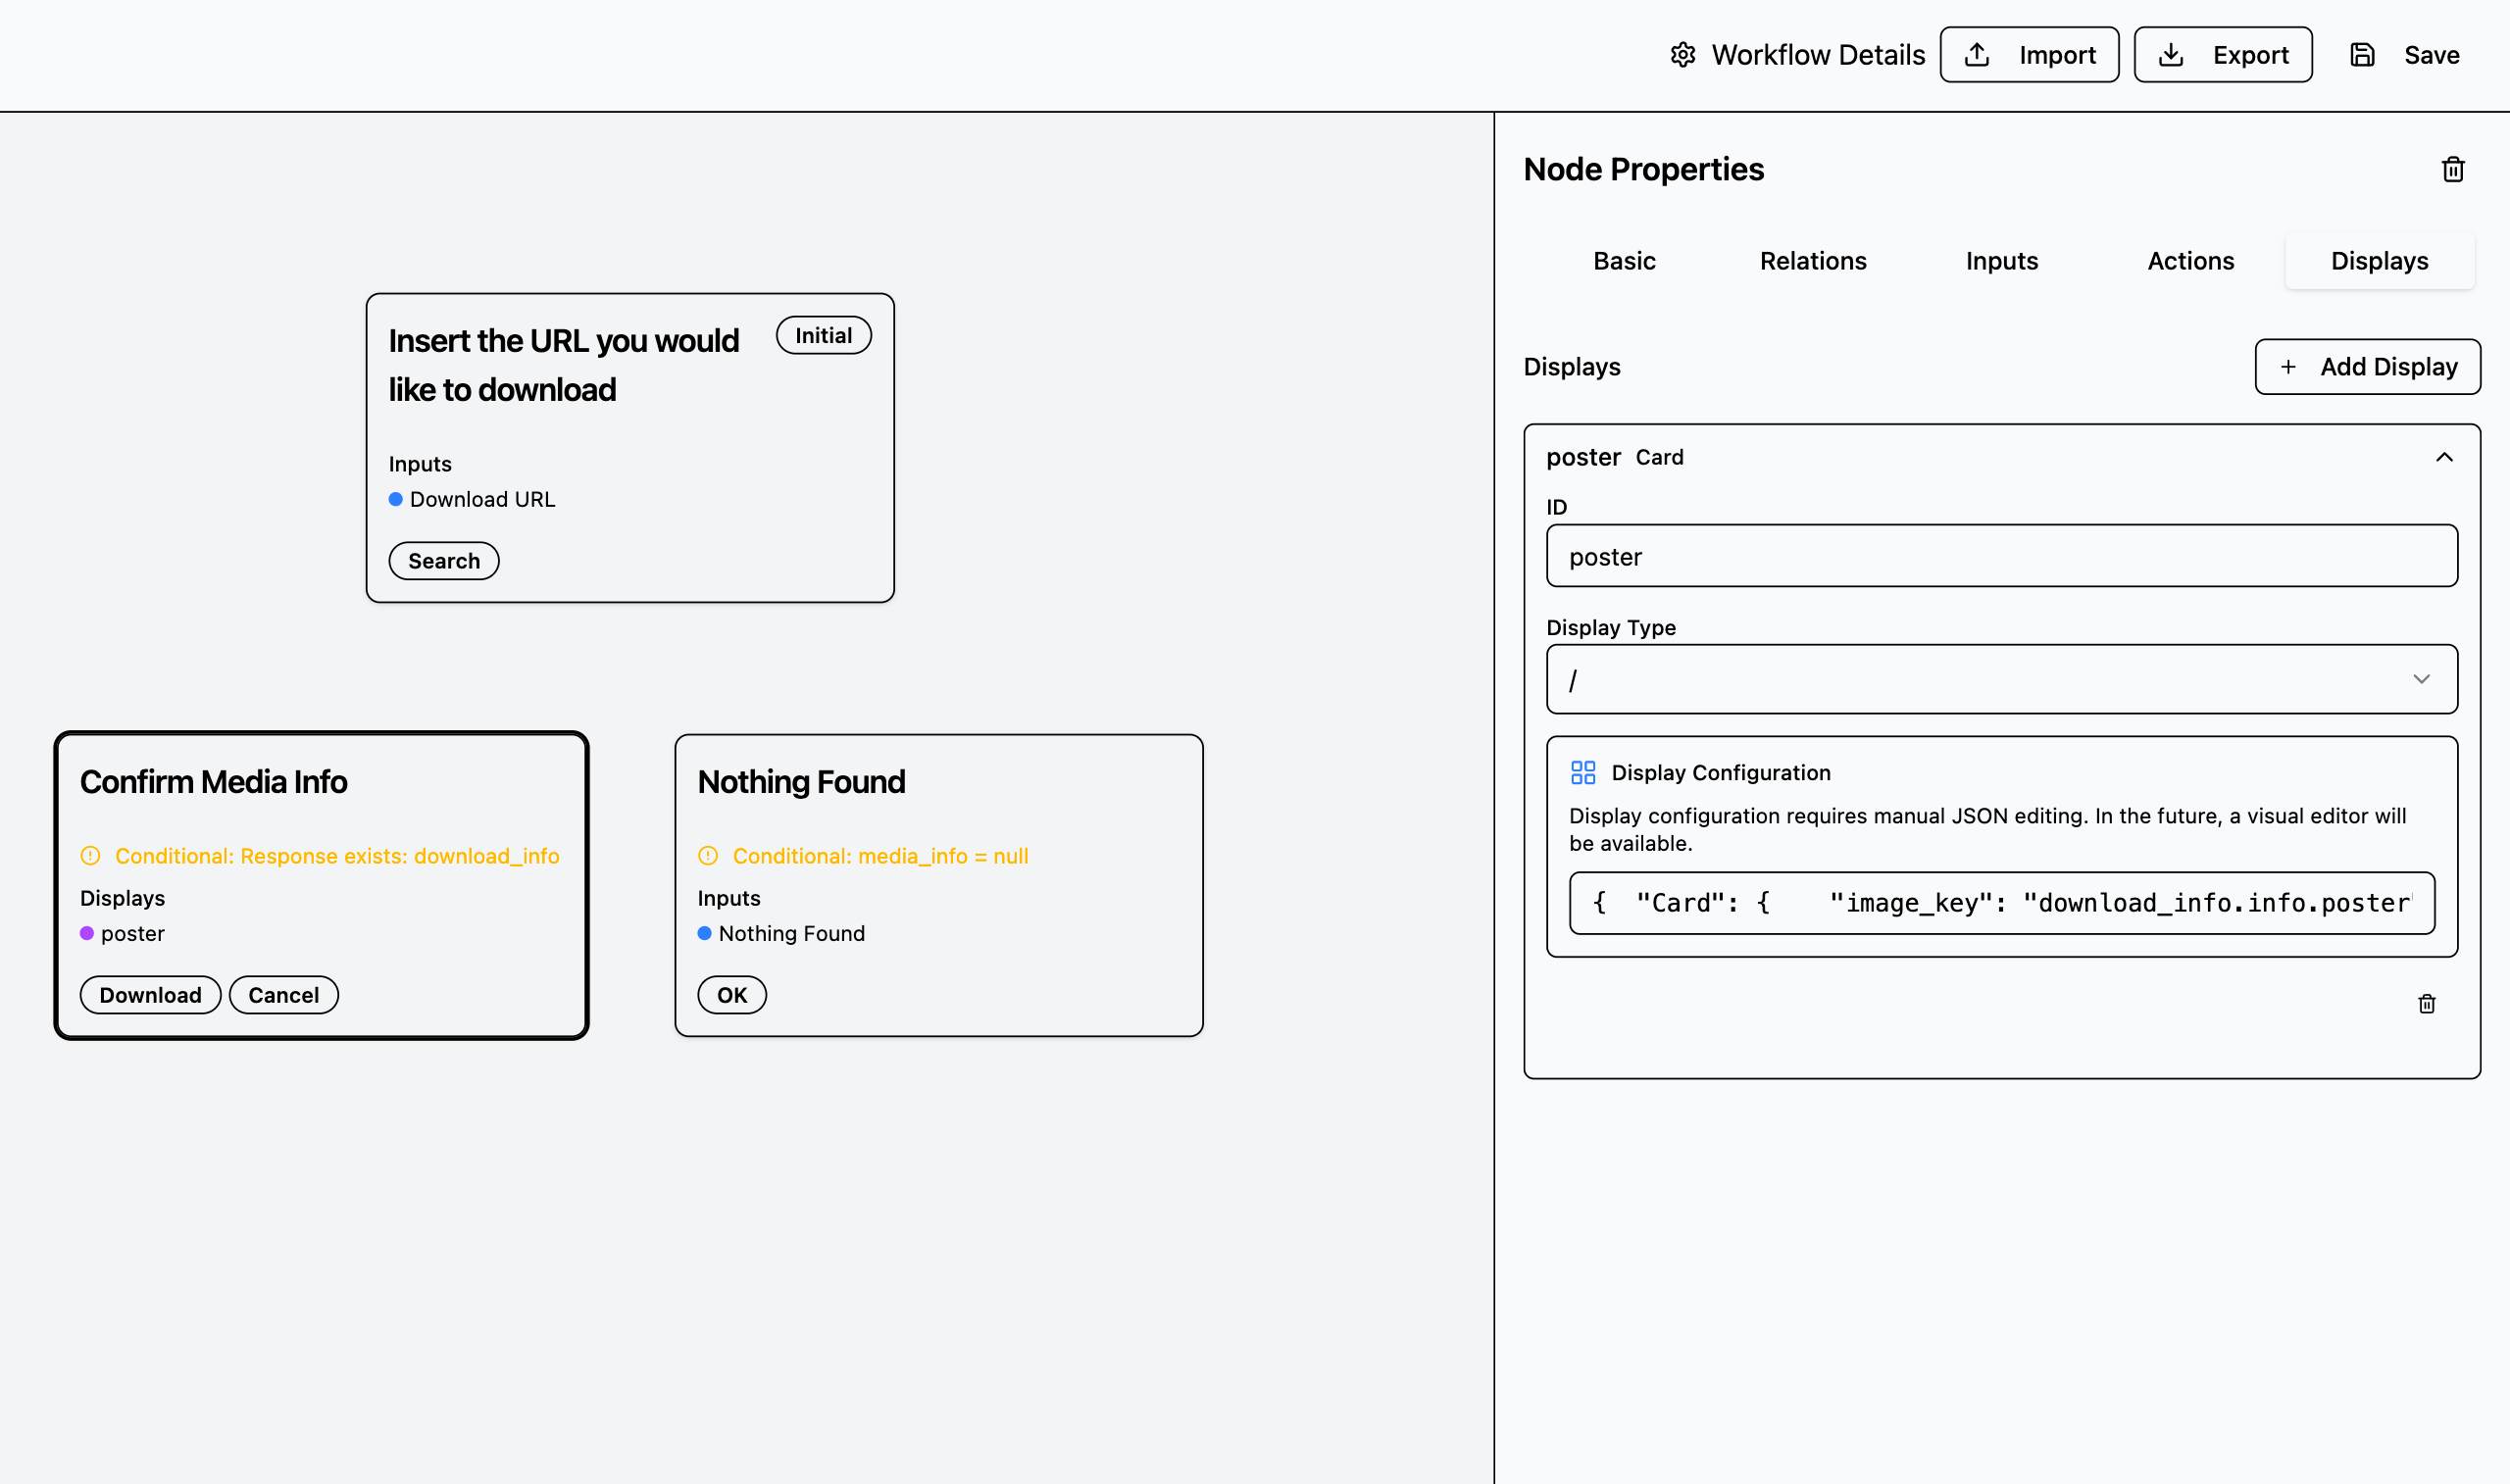 Workflow Details
Import
Export
Save
Insert the URL you would
like to download
Initial
Inputs
Download URL
Search
Confirm Media Info
Conditional: Response exists: download_info
Displays
poster
Download
Cancel
Nothing Found
Conditional: media_info = null
Inputs
Nothing Found
OK
Node Properties
Basic
Relations
Inputs
Actions
Displays
Displays
+ Add Display
poster Card
ID
poster
Display Type
/
Display Configuration
Display configuration requires manual JSON editing. In the future, a visual editor will
be available.
{  "Card": {    "image_key": "download_info.info.poster"